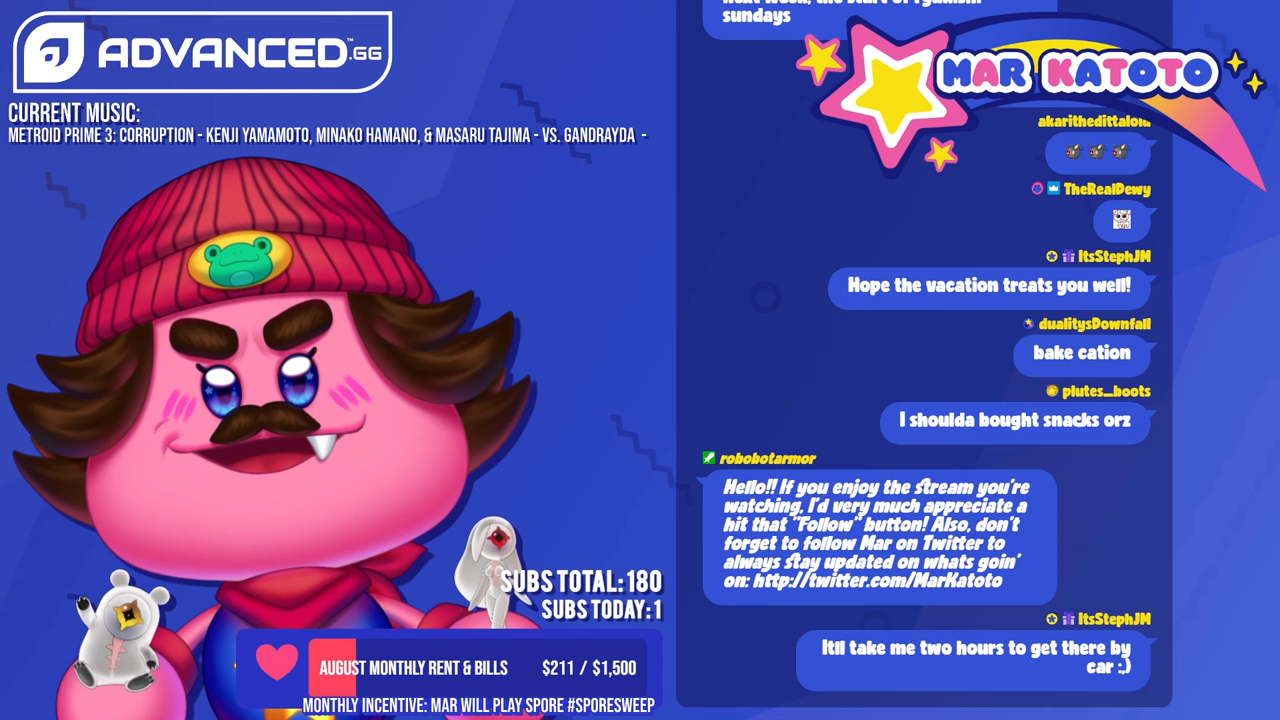 ADVANCED.GG
™
CURRENT MUSIC:
METROID PRIME 3: CORRUPTION - KENJI YAMAMOTO, MINAKO HAMANO, & MASARU TAJIMA - VS. GANDRAYDA -
SUBS TOTAL: 180
SUBS TODAY: 1
AUGUST MONTHLY RENT & BILLS $211 / $1,500
MONTHLY INCENTIVE: MAR WILL PLAY SPORE #SPORESWEEP
sundays
MAR KATOTO
TheRealDewy
ItsStephJM
Hope the vacation treats you well!
dualitysDownfall
bake cation
plutes_boots
I shoulda bought snacks orz
robobotarmor
Hello!! If you enjoy the stream you're
watching, I'd very much appreciate a
hit that "Follow" button! Also, don't
forget to follow Mar on Twitter to
always stay updated on whats goin'
on: http://twitter.com/MarKatoto
ItsStephJM
Itll take me two hours to get there by
car :,)